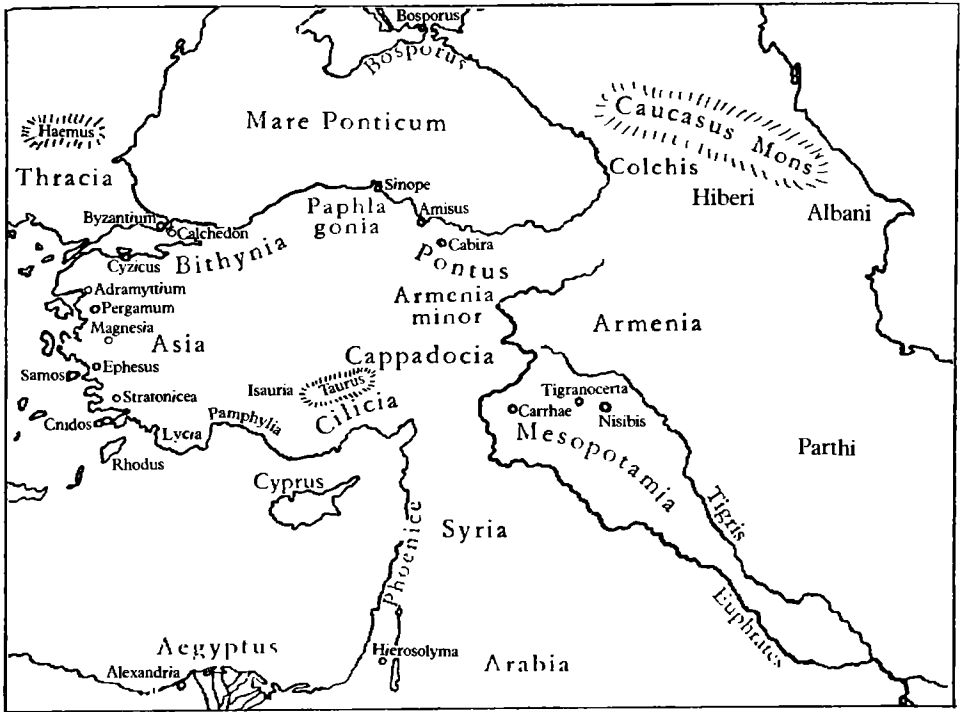 Bosporus
Bosporus
Caucasus Mons
Mare Ponticum
Haemus
Colchis
Thracia
Sinope
Hiberi
Albani
Paphla
gonia
Amisus
Byzantium
Calchedon
Bithynia
Cabira
Pontus
Cyzicus
Adramyttium
Armenia
minor
Pergamum
Armenia
Magnesia
Asia
Cappadocia
Samos
Ephesus
Isauria
Taurus
Tigranocerta
Stratonicea
Cilicia
Carrhae
Nisibis
Cnidos
Pamphylia
Lycia
Mesopotamia
Rhodus
Parthi
Cyprus
Tigris
Syria
Phoenice
Euphrates
Aegyptus
Hierosolyma
Alexandria
Arabia